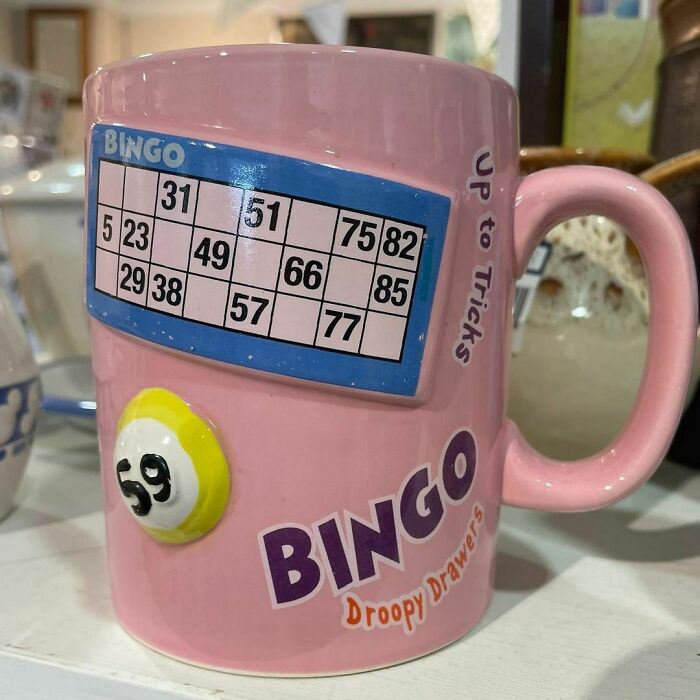 BINGO
31 51 75 82
5 23 49 66 85
29 38 57 77
Up to Tricks
59
BINGO
Droopy Drawers